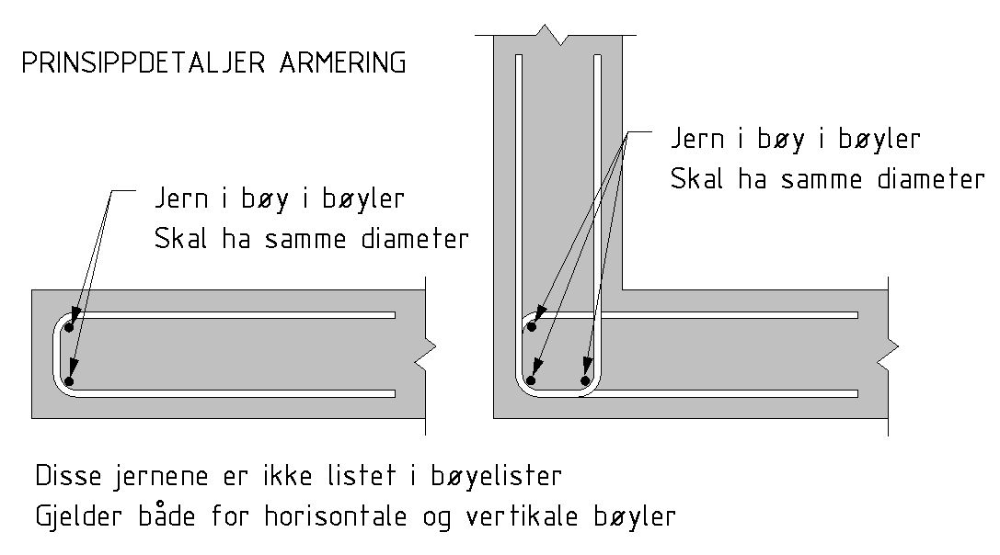 PRINSIPPDETALJER ARMERING
Jern i bøy i bøyler
Skal ha samme diameter
Jern i bøy i bøyler
Skal ha samme diameter
Disse jernene er ikke listet i bøyelister
Gjelder både for horisontale og vertikale bøyler